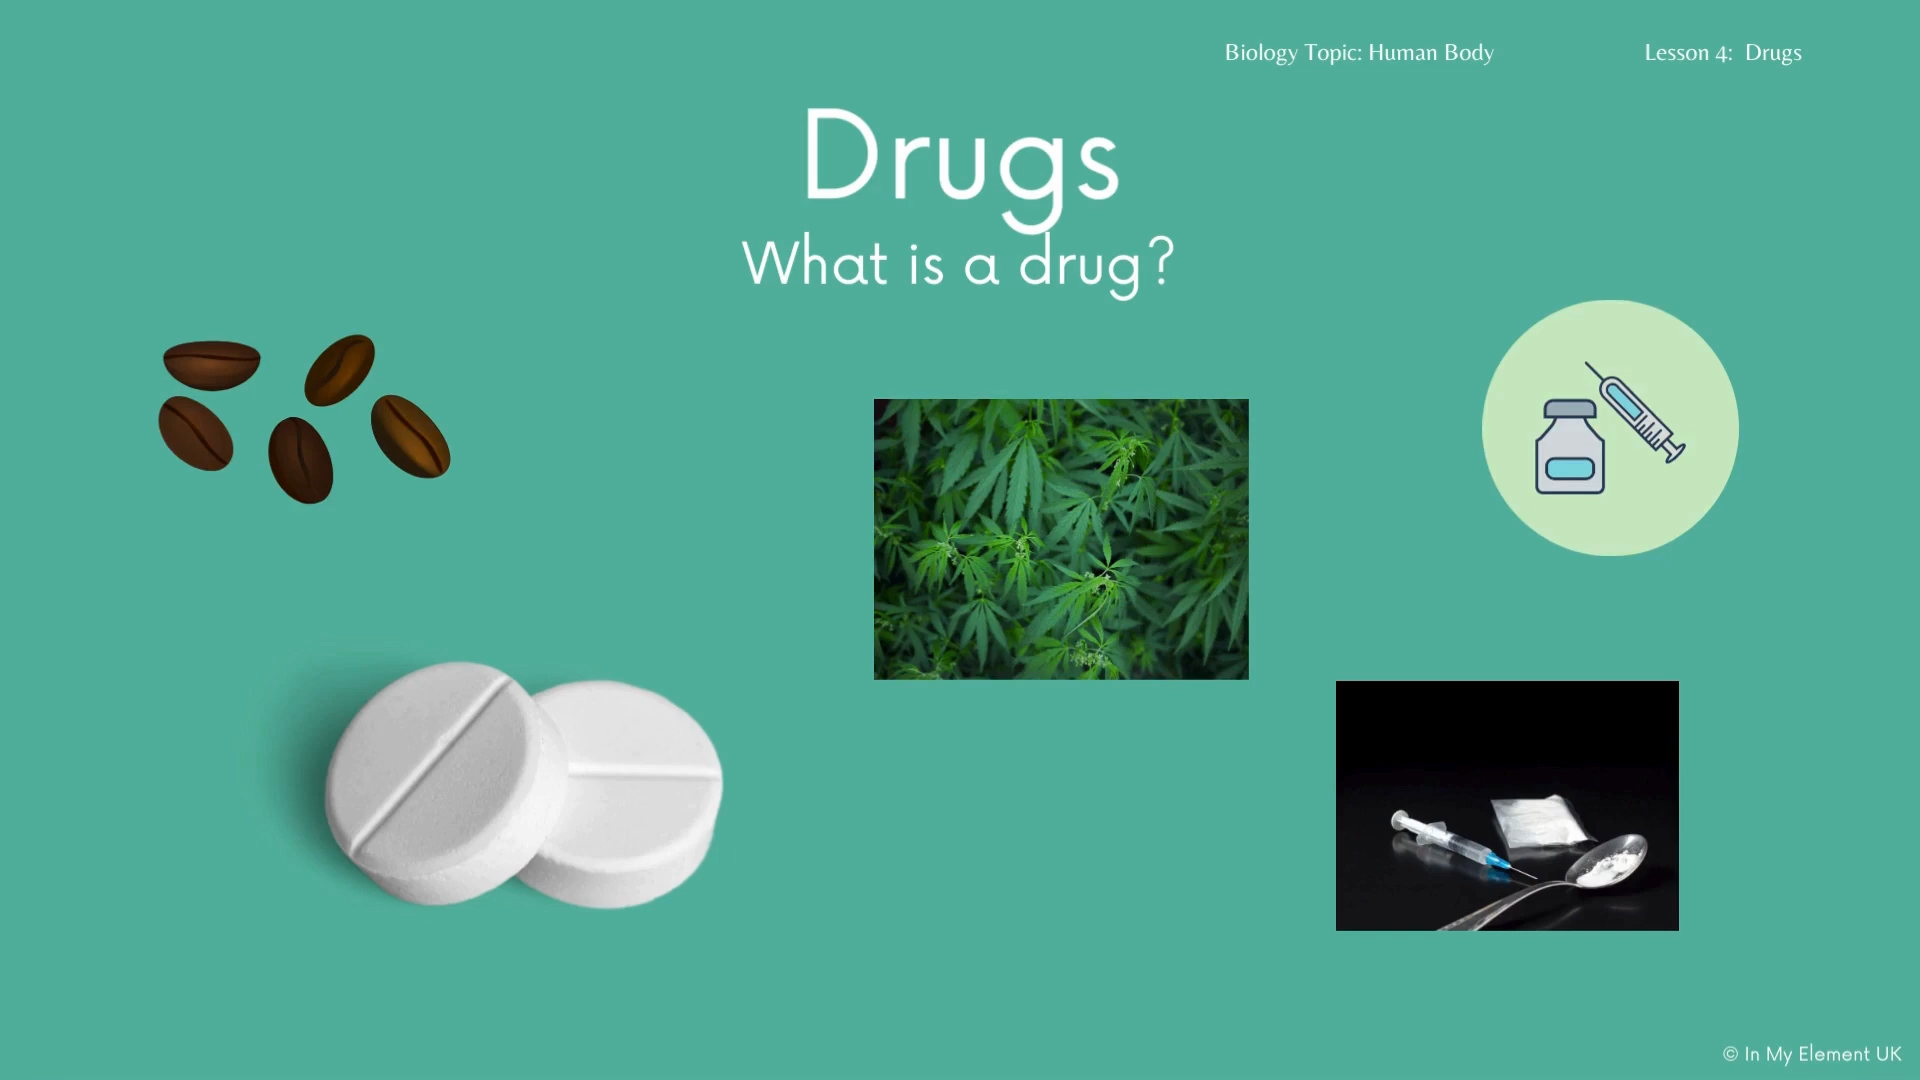 Biology Topic: Human Body
Lesson 4: Drugs
Drugs
What is a drug?
© In My Element UK